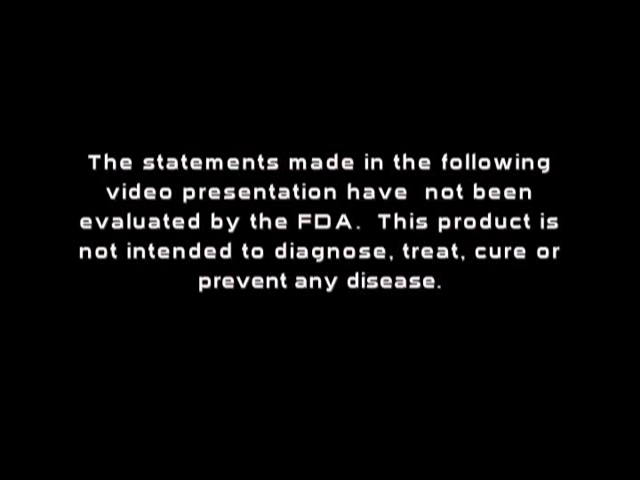 The statements made in the following
video presentation have  not been
evaluated by the FDA.  This product is
not intended to diagnose, treat, cure or
prevent any disease.